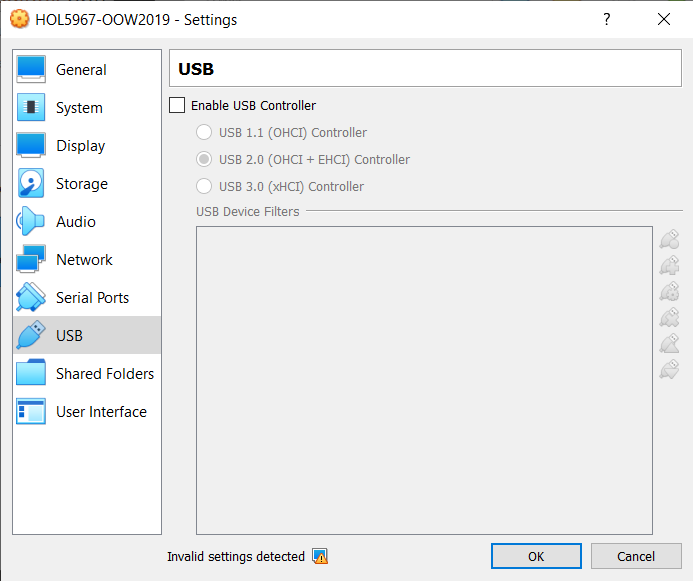 HOL5967-OOW2019 - Settings
?
General
System
Display
Storage
Audio
Network
Serial Ports
USB
Shared Folders
User Interface
USB
Enable USB Controller
USB 1.1 (OHCI) Controller
USB 2.0 (OHCI + EHCI) Controller
USB 3.0 (xHCI) Controller
USB Device Filters
Invalid settings detected
OK
Cancel